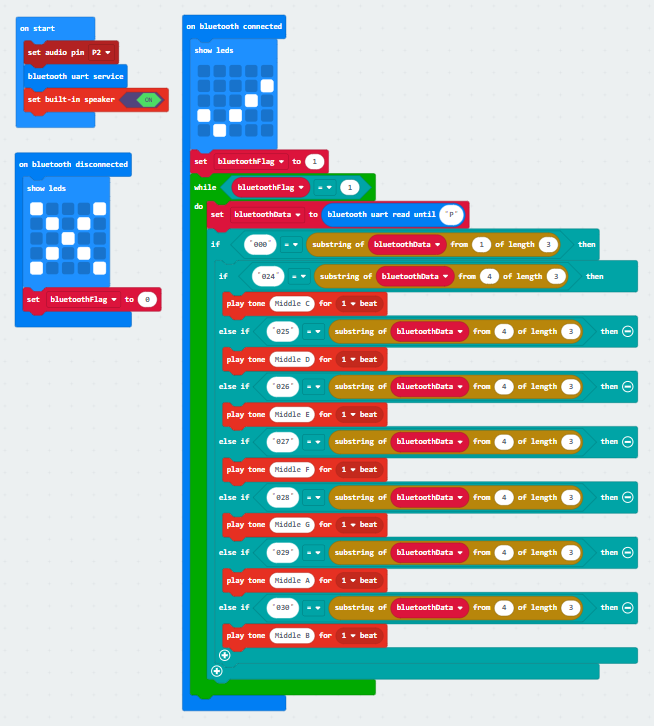 on start
set audio pin P2
bluetooth uart service
set built-in speaker ON
on bluetooth disconnected
show leds
set bluetoothFlag to 0
on bluetooth connected
show leds
set bluetoothFlag to 1
while bluetoothFlag = 1
do
set bluetoothData to bluetooth uart read until "P"
if "000" = substring of bluetoothData from 1 of length 3 then
if "024" = substring of bluetoothData from 4 of length 3 then
play tone Middle C for 1 beat
else if "025" = substring of bluetoothData from 4 of length 3 then
play tone Middle D for 1 beat
else if "026" = substring of bluetoothData from 4 of length 3 then
play tone Middle E for 1 beat
else if "027" = substring of bluetoothData from 4 of length 3 then
play tone Middle F for 1 beat
else if "028" = substring of bluetoothData from 4 of length 3 then
play tone Middle G for 1 beat
else if "029" = substring of bluetoothData from 4 of length 3 then
play tone Middle A for 1 beat
else if "030" = substring of bluetoothData from 4 of length 3 then
play tone Middle B for 1 beat